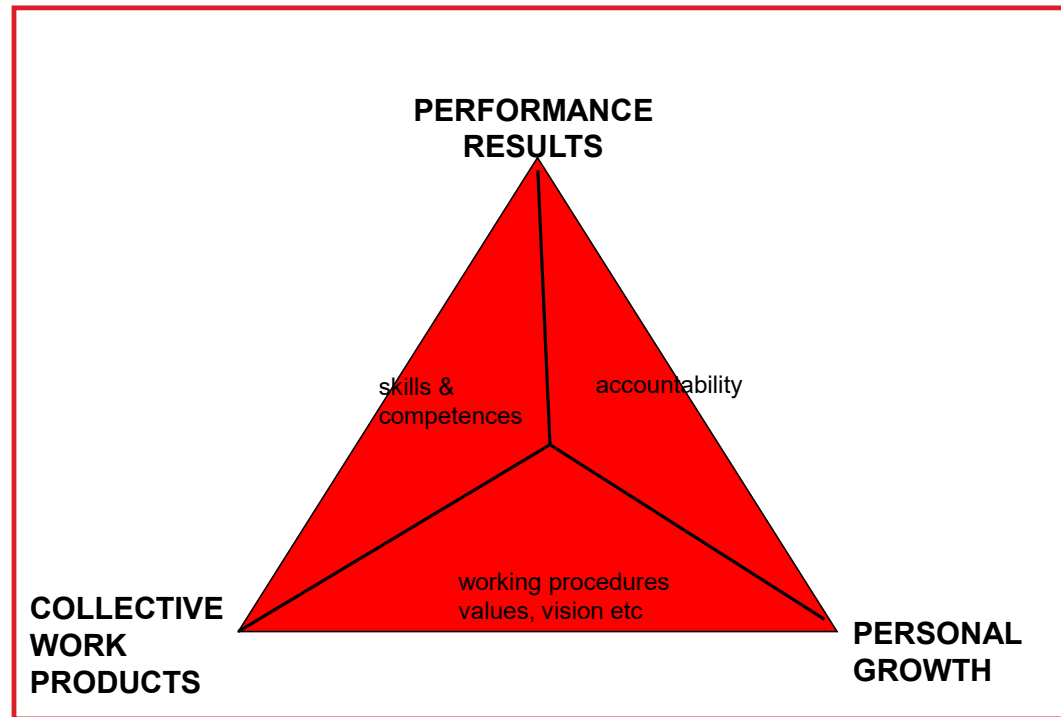 PERFORMANCE
RESULTS
skills &
competences
accountability
working procedures
values, vision etc
COLLECTIVE
WORK
PRODUCTS
PERSONAL
GROWTH